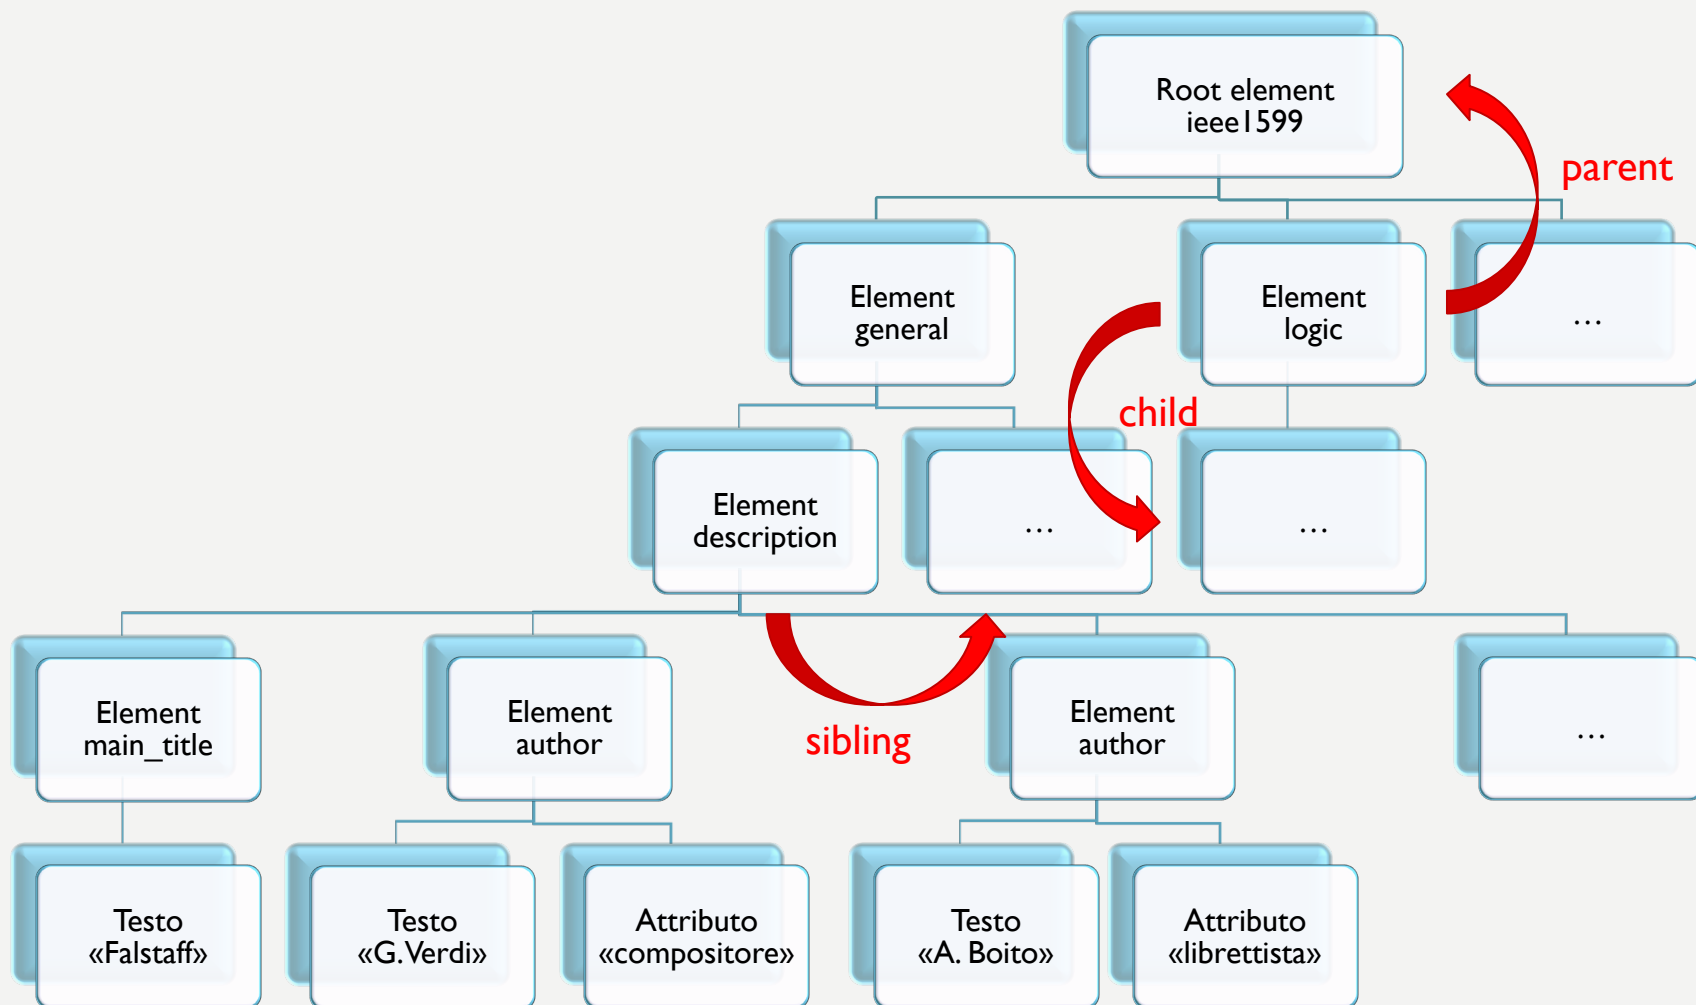 Root element
ieee1599
parent
Element
general
Element
logic
...
child
Element
description
...
...
sibling
Element
main_title
Element
author
Element
author
...
Testo
«Falstaff»
Testo
«G. Verdi»
Attributo
«compositore»
Testo
«A. Boito»
Attributo
«librettista»